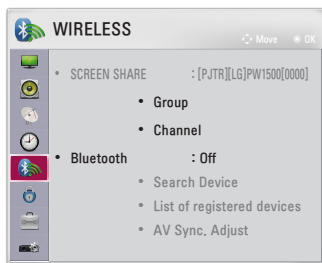 WIRELESS
Move OK
• SCREEN SHARE : [PJTR][LG]PW1500[0000]
• Group
• Channel
• Bluetooth : Off
• Search Device
• List of registered devices
• AV Sync. Adjust